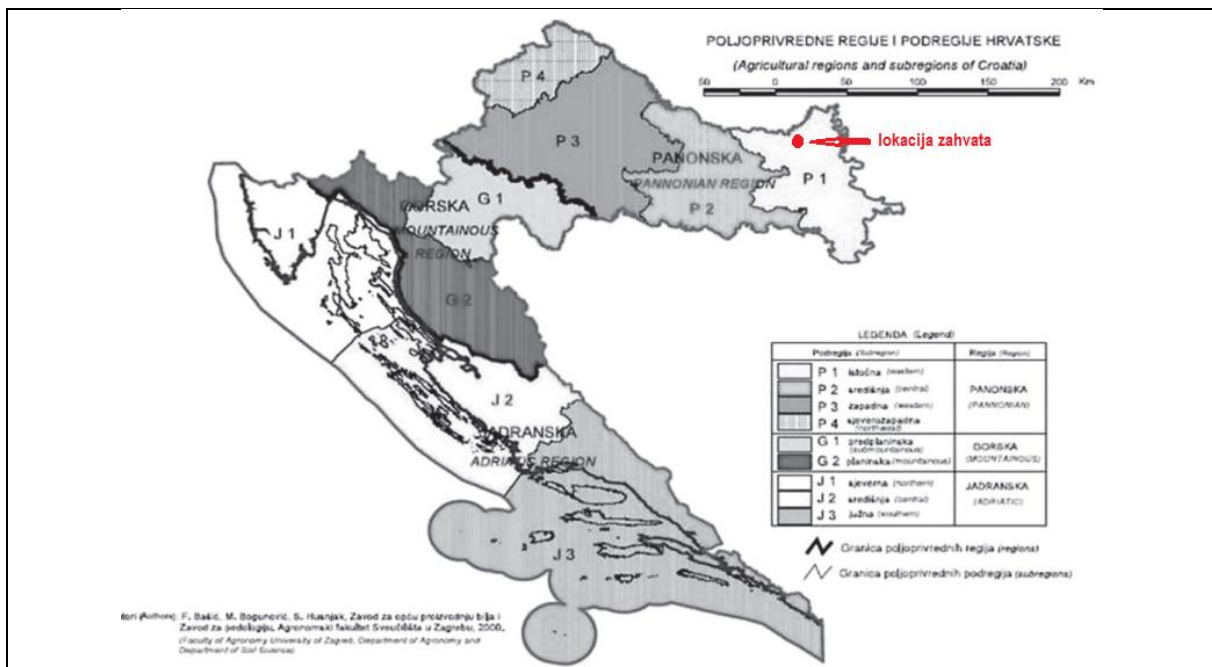 POLJOPRIVREDNE REGIJE I PODREGIJE HRVATSKE
(Agricultural regions and subregions of Croatia)
50 0 50 100 150 200 Km
P 4
P 3
lokacija zahvata
PANONSKA
P 1
PANNONIAN REGION
P 2
G 1
GORSKA
MOUNTAINOUS
REGION
J 1
G 2
J 2
JADRANSKA
ADRIATIC REGION
J 3
LEGENDA (Legend)
Podregija (Subregion) Regija (Region)
P 1 istočna (eastern)
P 2 središnja (central)
P 3 zapadna (western)
P 4 sjeverozapadna
(northwest)
PANONSKA
(PANNONIAN)
G 1 predplaninska
(submountainous)
G 2 planinska (mountainous)
GORSKA
(MOUNTAINOUS)
J 1 sjeverna (northern)
J 2 središnja (central)
J 3 južna (southern)
JADRANSKA
(ADRIATIC)
Granica poljoprivrednih regija (regions)
Granica poljoprivrednih podregija (subregions)
tori (Authors): F. Bašić, M. Bogunović, S. Husnjak, Zavod za opću proizvodnju bilja i
Zavod za pedologiju, Agronomski fakultet Sveučilišta u Zagrebu, 2000.
(Faculty of Agronomy University of Zagreb, Department of Agronomy and
Department of Soil Science)